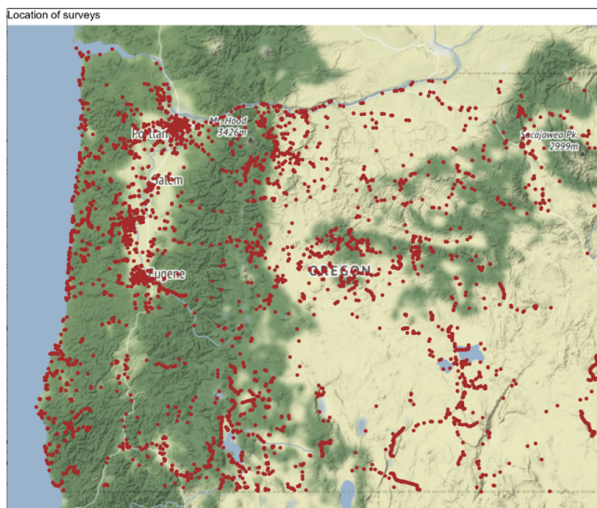 Location of surveys
Mt. Hood
3426m
Sacajawea Pk.
2999m
Salem
OREGON
Eugene